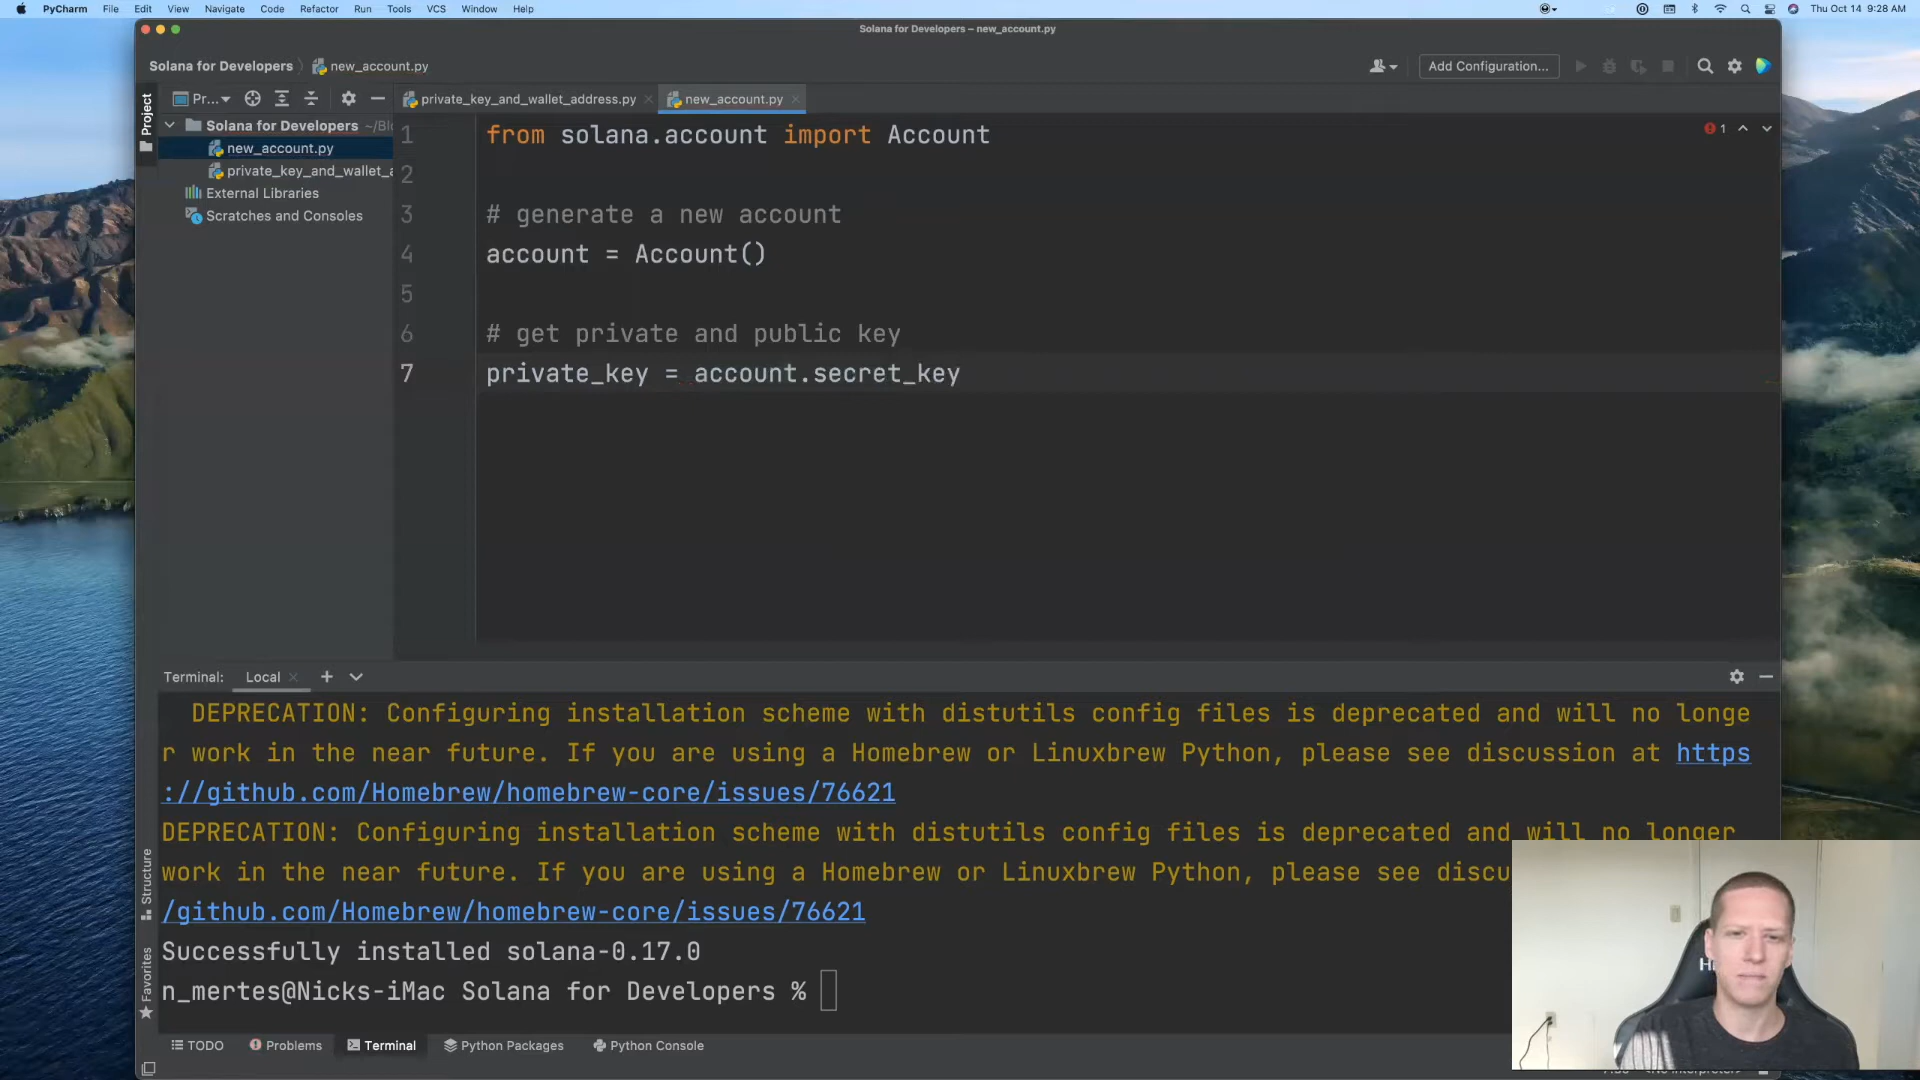 PyCharm File Edit View Navigate Code Refactor Run Tools VCS Window Help
Thu Oct 14 9:28 AM
Solana for Developers – new_account.py
Solana for Developers new_account.py
Add Configuration...
Project
Pr...
private_key_and_wallet_address.py
new_account.py
Solana for Developers
new_account.py
private_key_and_wallet_a
External Libraries
Scratches and Consoles
1 from solana.account import Account
2
3 # generate a new account
4 account = Account()
5
6 # get private and public key
7 private_key = account.secret_key
1
Terminal: Local
DEPRECATION: Configuring installation scheme with distutils config files is deprecated and will no longe
r work in the near future. If you are using a Homebrew or Linuxbrew Python, please see discussion at https
://github.com/Homebrew/homebrew-core/issues/76621
DEPRECATION: Configuring installation scheme with distutils config files is deprecated and will no longer
work in the near future. If you are using a Homebrew or Linuxbrew Python, please see discu
/github.com/Homebrew/homebrew-core/issues/76621
Successfully installed solana-0.17.0
n_mertes@Nicks-iMac Solana for Developers %
Structure
Favorites
TODO Problems Terminal Python Packages Python Console